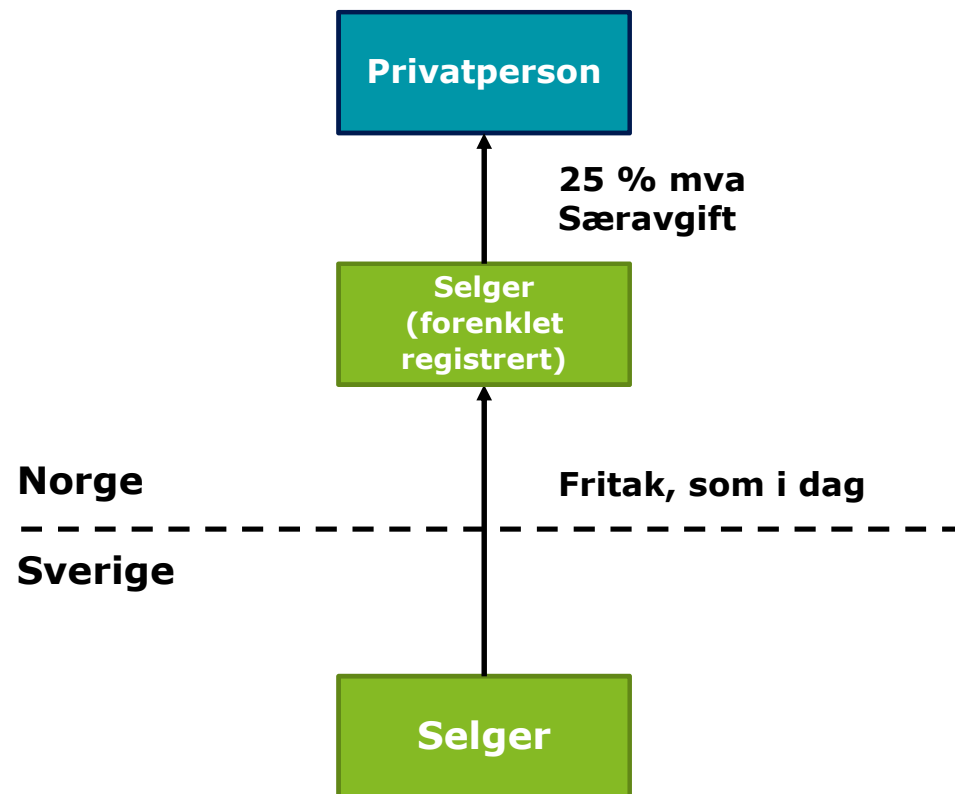 Privatperson
25 % mva
Særavgift
Selger
(forenklet
registrert)
Norge
Fritak, som i dag
Sverige
Selger